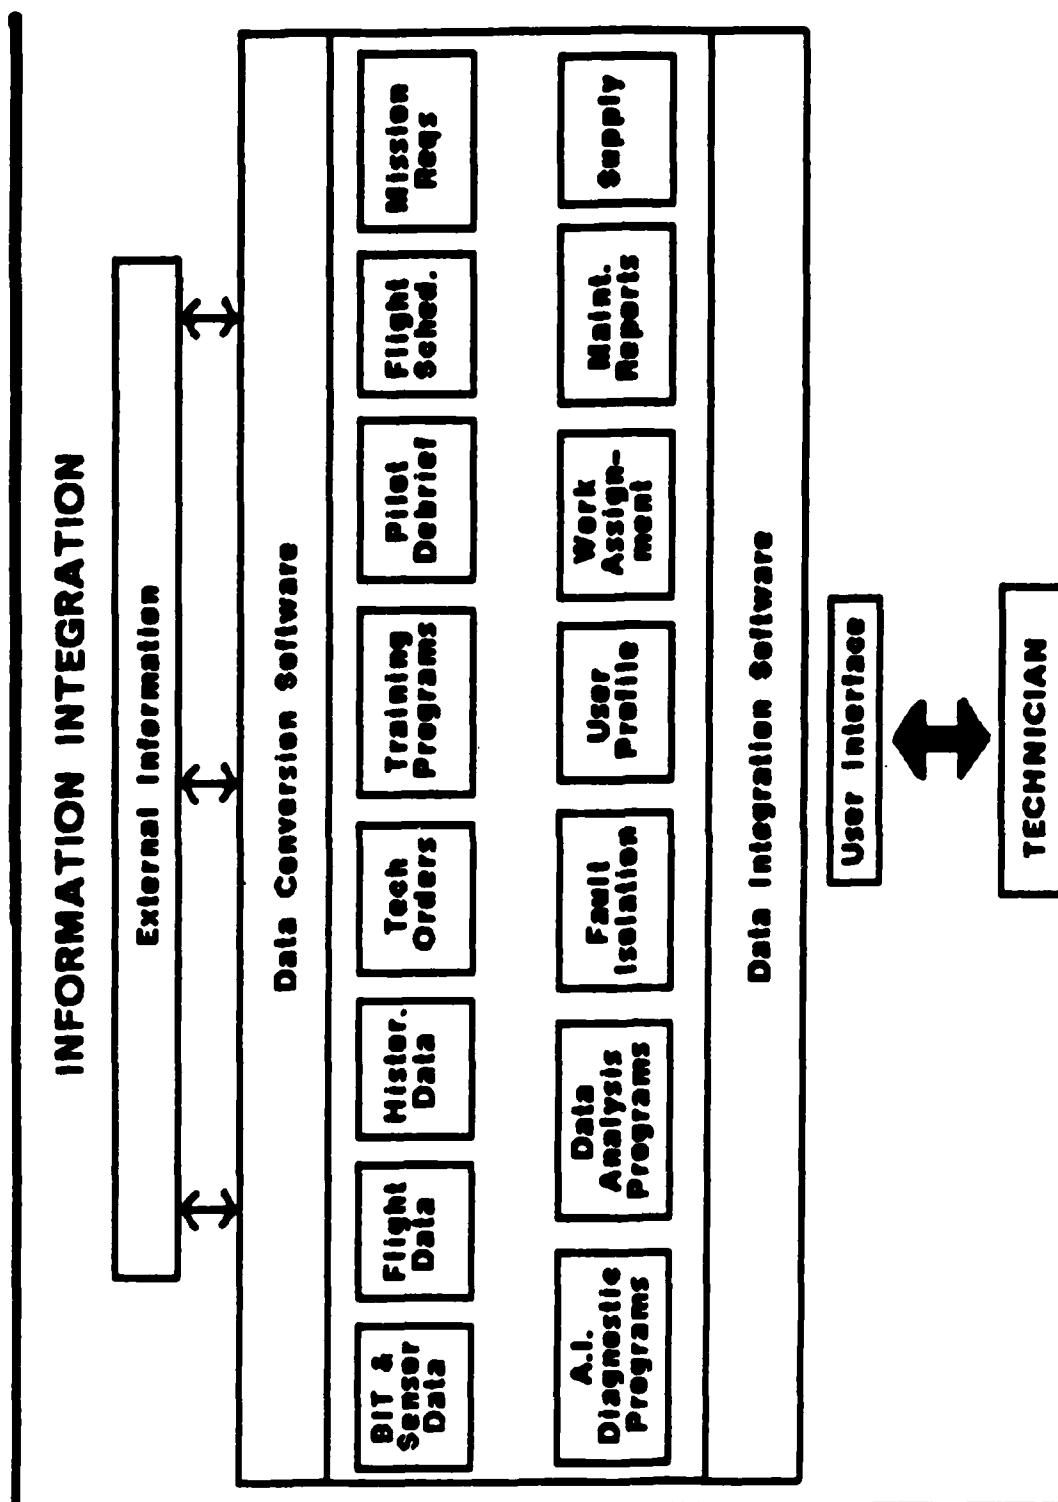 INFORMATION INTEGRATION
External Information
Data Conversion Software
BIT &
Sensor
Data
Flight
Data
Histor.
Data
Tech
Orders
Training
Programs
Pilot
Debrief
Flight
Sched.
Mission
Reqs
A.I.
Diagnostic
Programs
Data
Analysis
Programs
Fault
Isolation
User
Profile
Work
Assign-
ment
Maint.
Reports
Supply
Data Integration Software
User Interface
TECHNICIAN